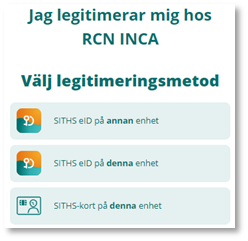 Jag legitimerar mig hos
RCN INCA
Välj legitimeringsmetod
SITHS eID på annan enhet
SITHS eID på denna enhet
SITHS-kort på denna enhet